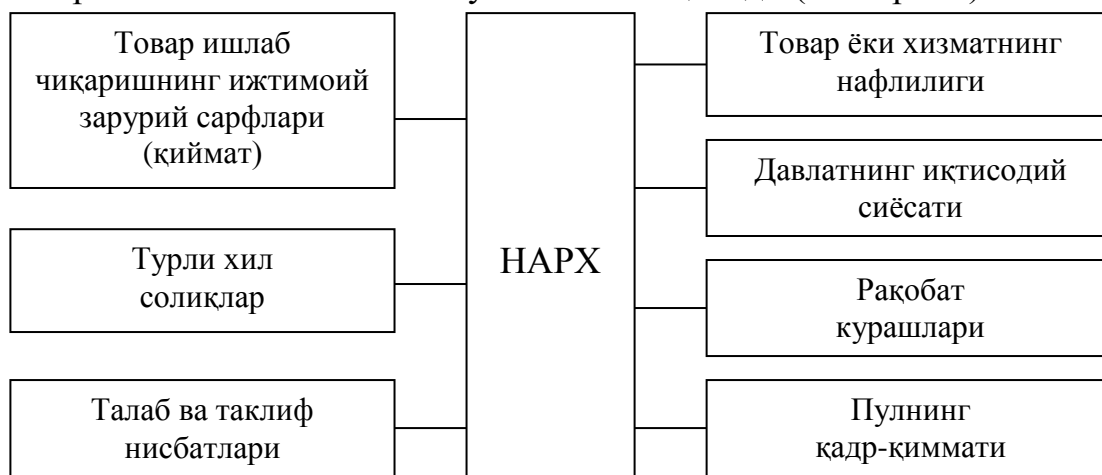 Товар ишлаб
чиқаришнинг ижтимоий
зарурий сарфлари
(қиймат)
Турли хил
солиқлар
Талаб ва таклиф
нисбатлари
НАРХ
Товар ёки хизматнинг
нафлилиги
Давлатнинг иқтисодий
сиёсати
Рақобат
курашлари
Пулнинг
қадр-қиммати